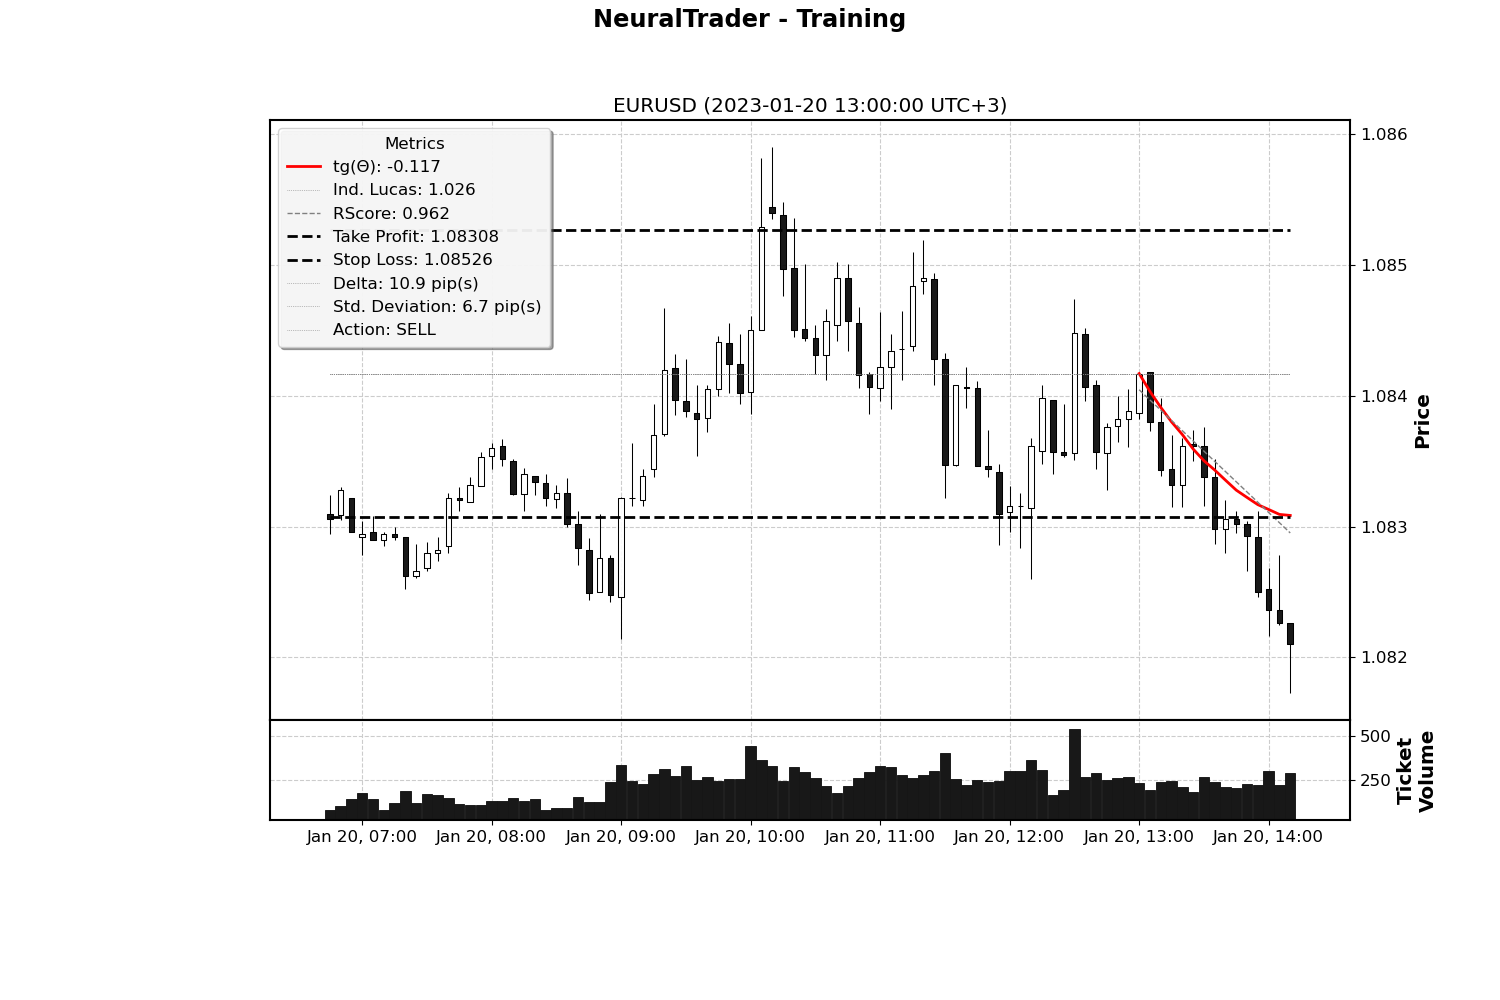 NeuralTrader - Training
EURUSD (2023-01-20 13:00:00 UTC+3)
Metrics
tg(Θ): -0.117
Ind. Lucas: 1.026
RScore: 0.962
Take Profit: 1.08308
Stop Loss: 1.08526
Delta: 10.9 pip(s)
Std. Deviation: 6.7 pip(s)
Action: SELL
1.086
1.085
1.084
1.083
1.082
Price
500
250
Ticket
Volume
Jan 20, 07:00
Jan 20, 08:00
Jan 20, 09:00
Jan 20, 10:00
Jan 20, 11:00
Jan 20, 12:00
Jan 20, 13:00
Jan 20, 14:00